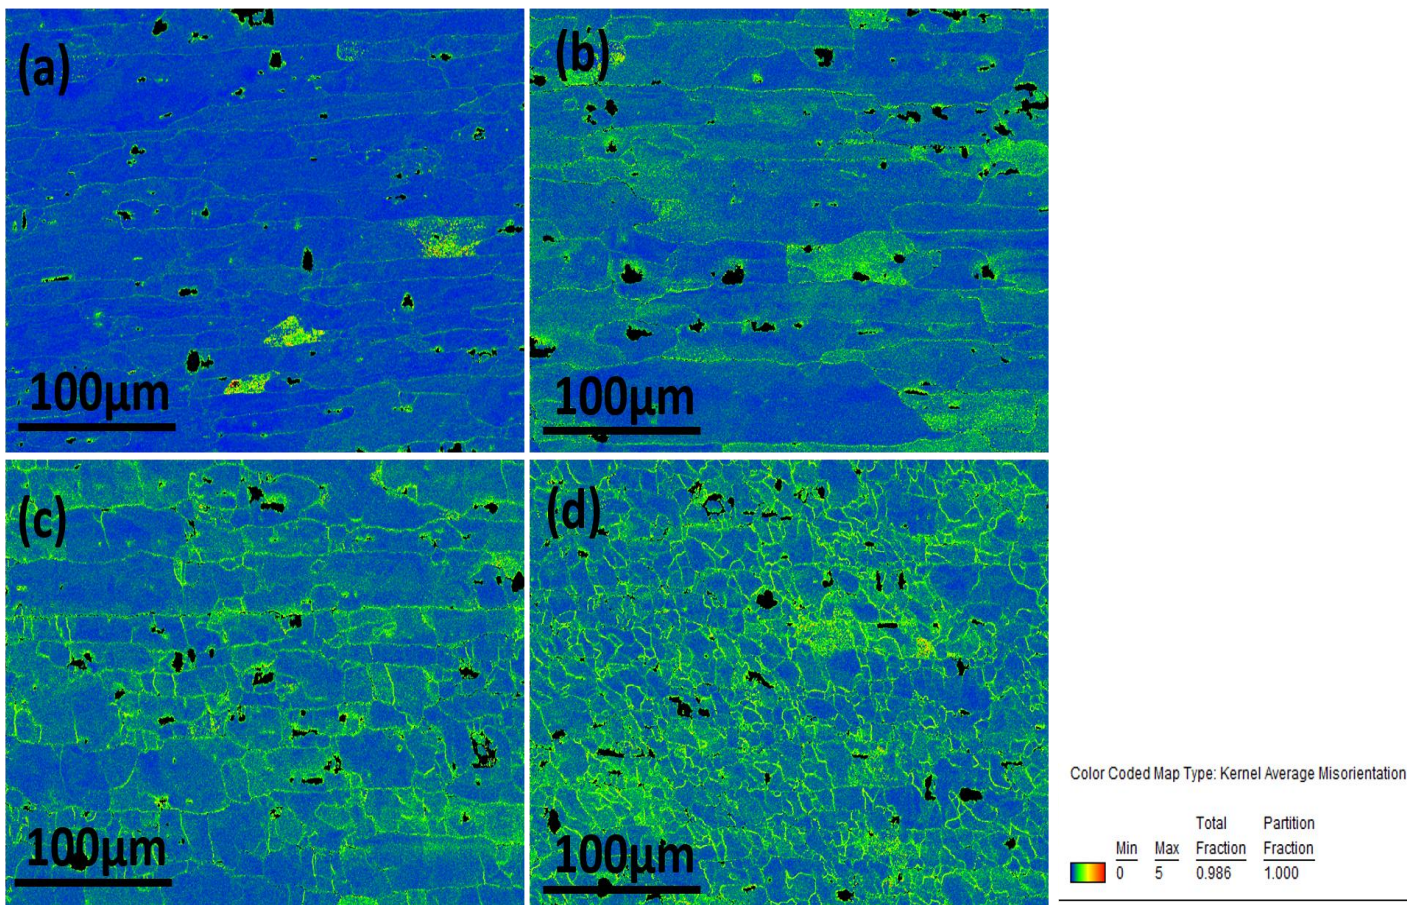 (a)
(b)
100µm
100µm
(c)
(d)
100µm
100µm
Color Coded Map Type: Kernel Average Misorientation
Total Partition
Min Max Fraction Fraction
0 5 0.986 1.000